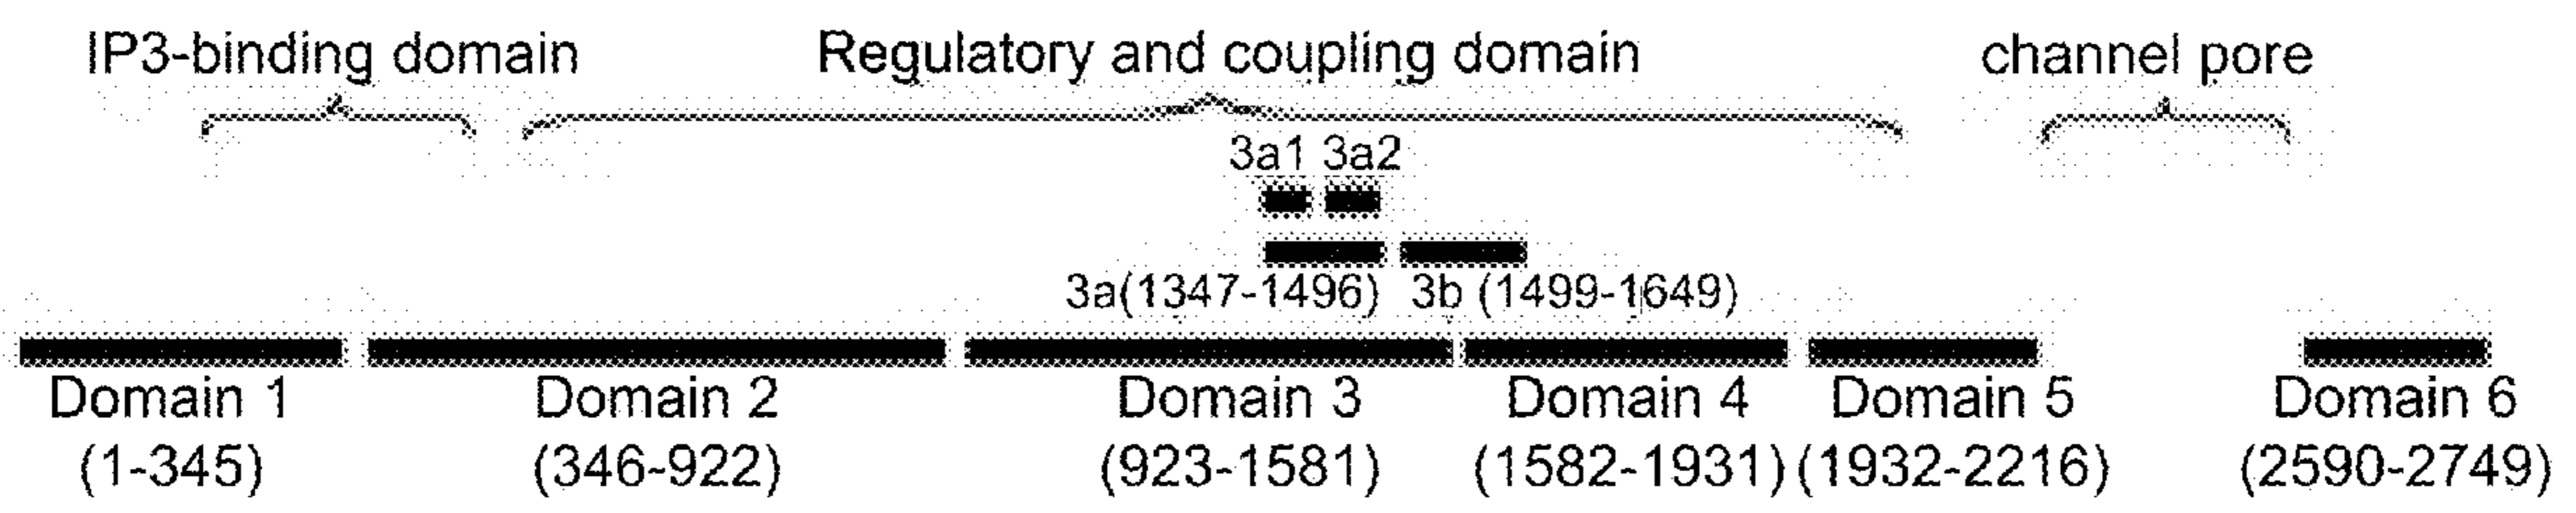 IP3-binding domain Regulatory and coupling domain channel pore
3a1 3a2
3a(1347-1496) 3b (1499-1649)
Domain 1 Domain 2 Domain 3 Domain 4 Domain 5 Domain 6
(1-345) (346-922) (923-1581) (1582-1931) (1932-2216) (2590-2749)